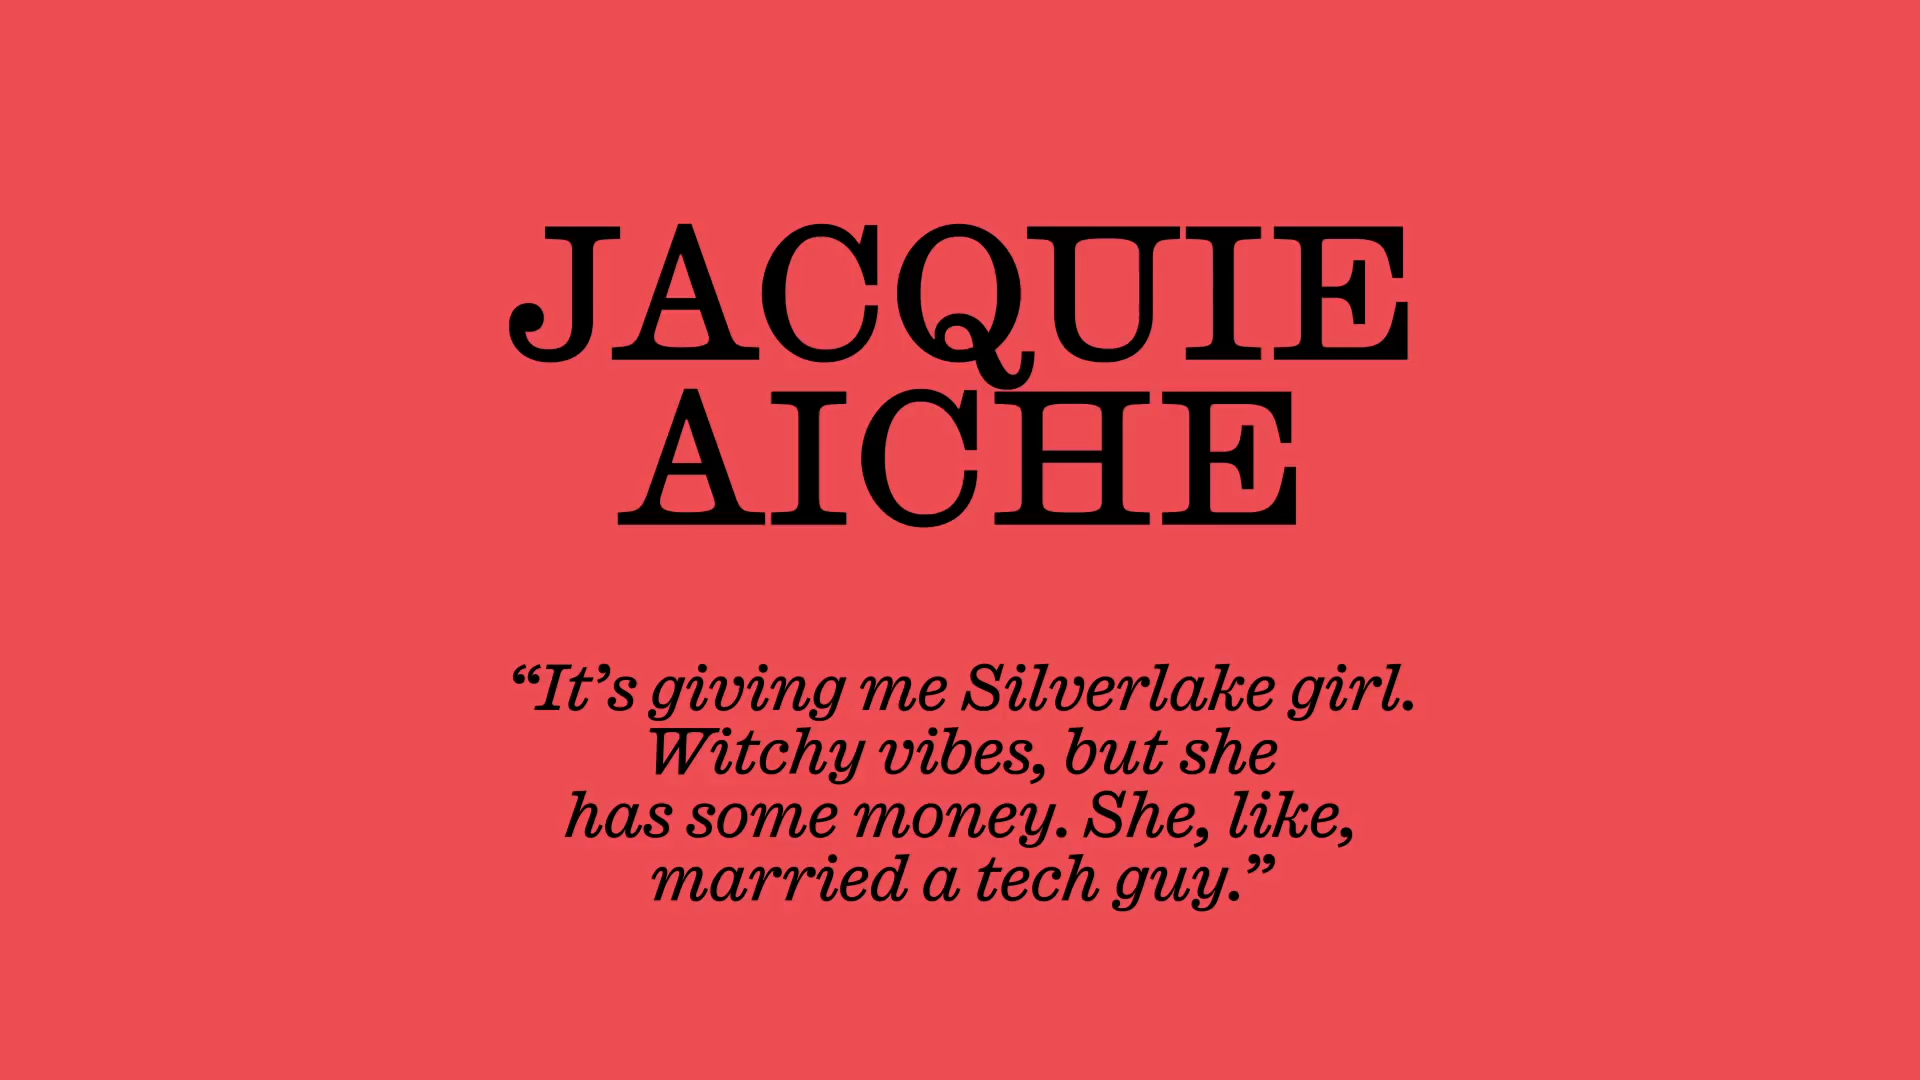 JACQUIE
AICHE
“It’s giving me Silverlake girl.
Witchy vibes, but she
has some money. She, like,
married a tech guy.”